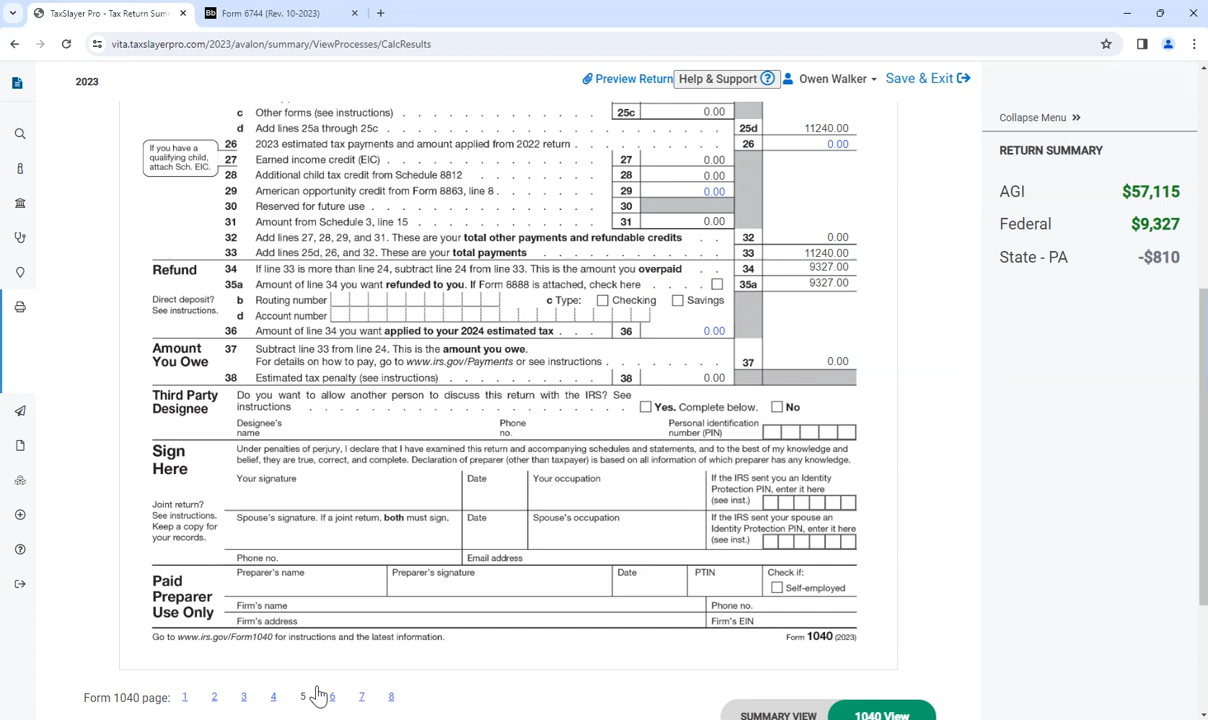 TaxSlayer Pro - Tax Return Sum
Form 6744 (Rev. 10-2023)
vita.taxslayerpro.com/2023/avalon/summary/ViewProcesses/CalcResults
2023
Preview Return
Help & Support
Owen Walker
Save & Exit
Collapse Menu
RETURN SUMMARY
AGI $57,115
Federal $9,327
State - PA -$810
c Other forms (see instructions) 25c 0.00
d Add lines 25a through 25c 25d 11240.00
If you have a qualifying child, attach Sch. EIC.
26 2023 estimated tax payments and amount applied from 2022 return 26 0.00
27 Earned income credit (EIC) 27 0.00
28 Additional child tax credit from Schedule 8812 28 0.00
29 American opportunity credit from Form 8863, line 8 29 0.00
30 Reserved for future use 30
31 Amount from Schedule 3, line 15 31 0.00
32 Add lines 27, 28, 29, and 31. These are your total other payments and refundable credits 32 0.00
33 Add lines 25d, 26, and 32. These are your total payments 33 11240.00
Refund
34 If line 33 is more than line 24, subtract line 24 from line 33. This is the amount you overpaid 34 9327.00
35a Amount of line 34 you want refunded to you. If Form 8888 is attached, check here 35a 9327.00
Direct deposit? See instructions.
b Routing number c Type: Checking Savings
d Account number
36 Amount of line 34 you want applied to your 2024 estimated tax 36 0.00
Amount You Owe
37 Subtract line 33 from line 24. This is the amount you owe.
For details on how to pay, go to www.irs.gov/Payments or see instructions 37 0.00
38 Estimated tax penalty (see instructions) 38 0.00
Third Party Designee
Do you want to allow another person to discuss this return with the IRS? See
instructions Yes. Complete below. No
Designee's name Phone no. Personal identification number (PIN)
Sign Here
Under penalties of perjury, I declare that I have examined this return and accompanying schedules and statements, and to the best of my knowledge and
belief, they are true, correct, and complete. Declaration of preparer (other than taxpayer) is based on all information of which preparer has any knowledge.
Your signature Date Your occupation If the IRS sent you an Identity Protection PIN, enter it here (see inst.)
Joint return? See instructions. Keep a copy for your records.
Spouse's signature. If a joint return, both must sign. Date Spouse's occupation If the IRS sent your spouse an Identity Protection PIN, enter it here (see inst.)
Phone no. Email address
Paid Preparer Use Only
Preparer's name Preparer's signature Date PTIN Check if: Self-employed
Firm's name Phone no.
Firm's address Firm's EIN
Go to www.irs.gov/Form1040 for instructions and the latest information. Form 1040 (2023)
Form 1040 page: 1 2 3 4 5 6 7 8
SUMMARY VIEW 1040 View